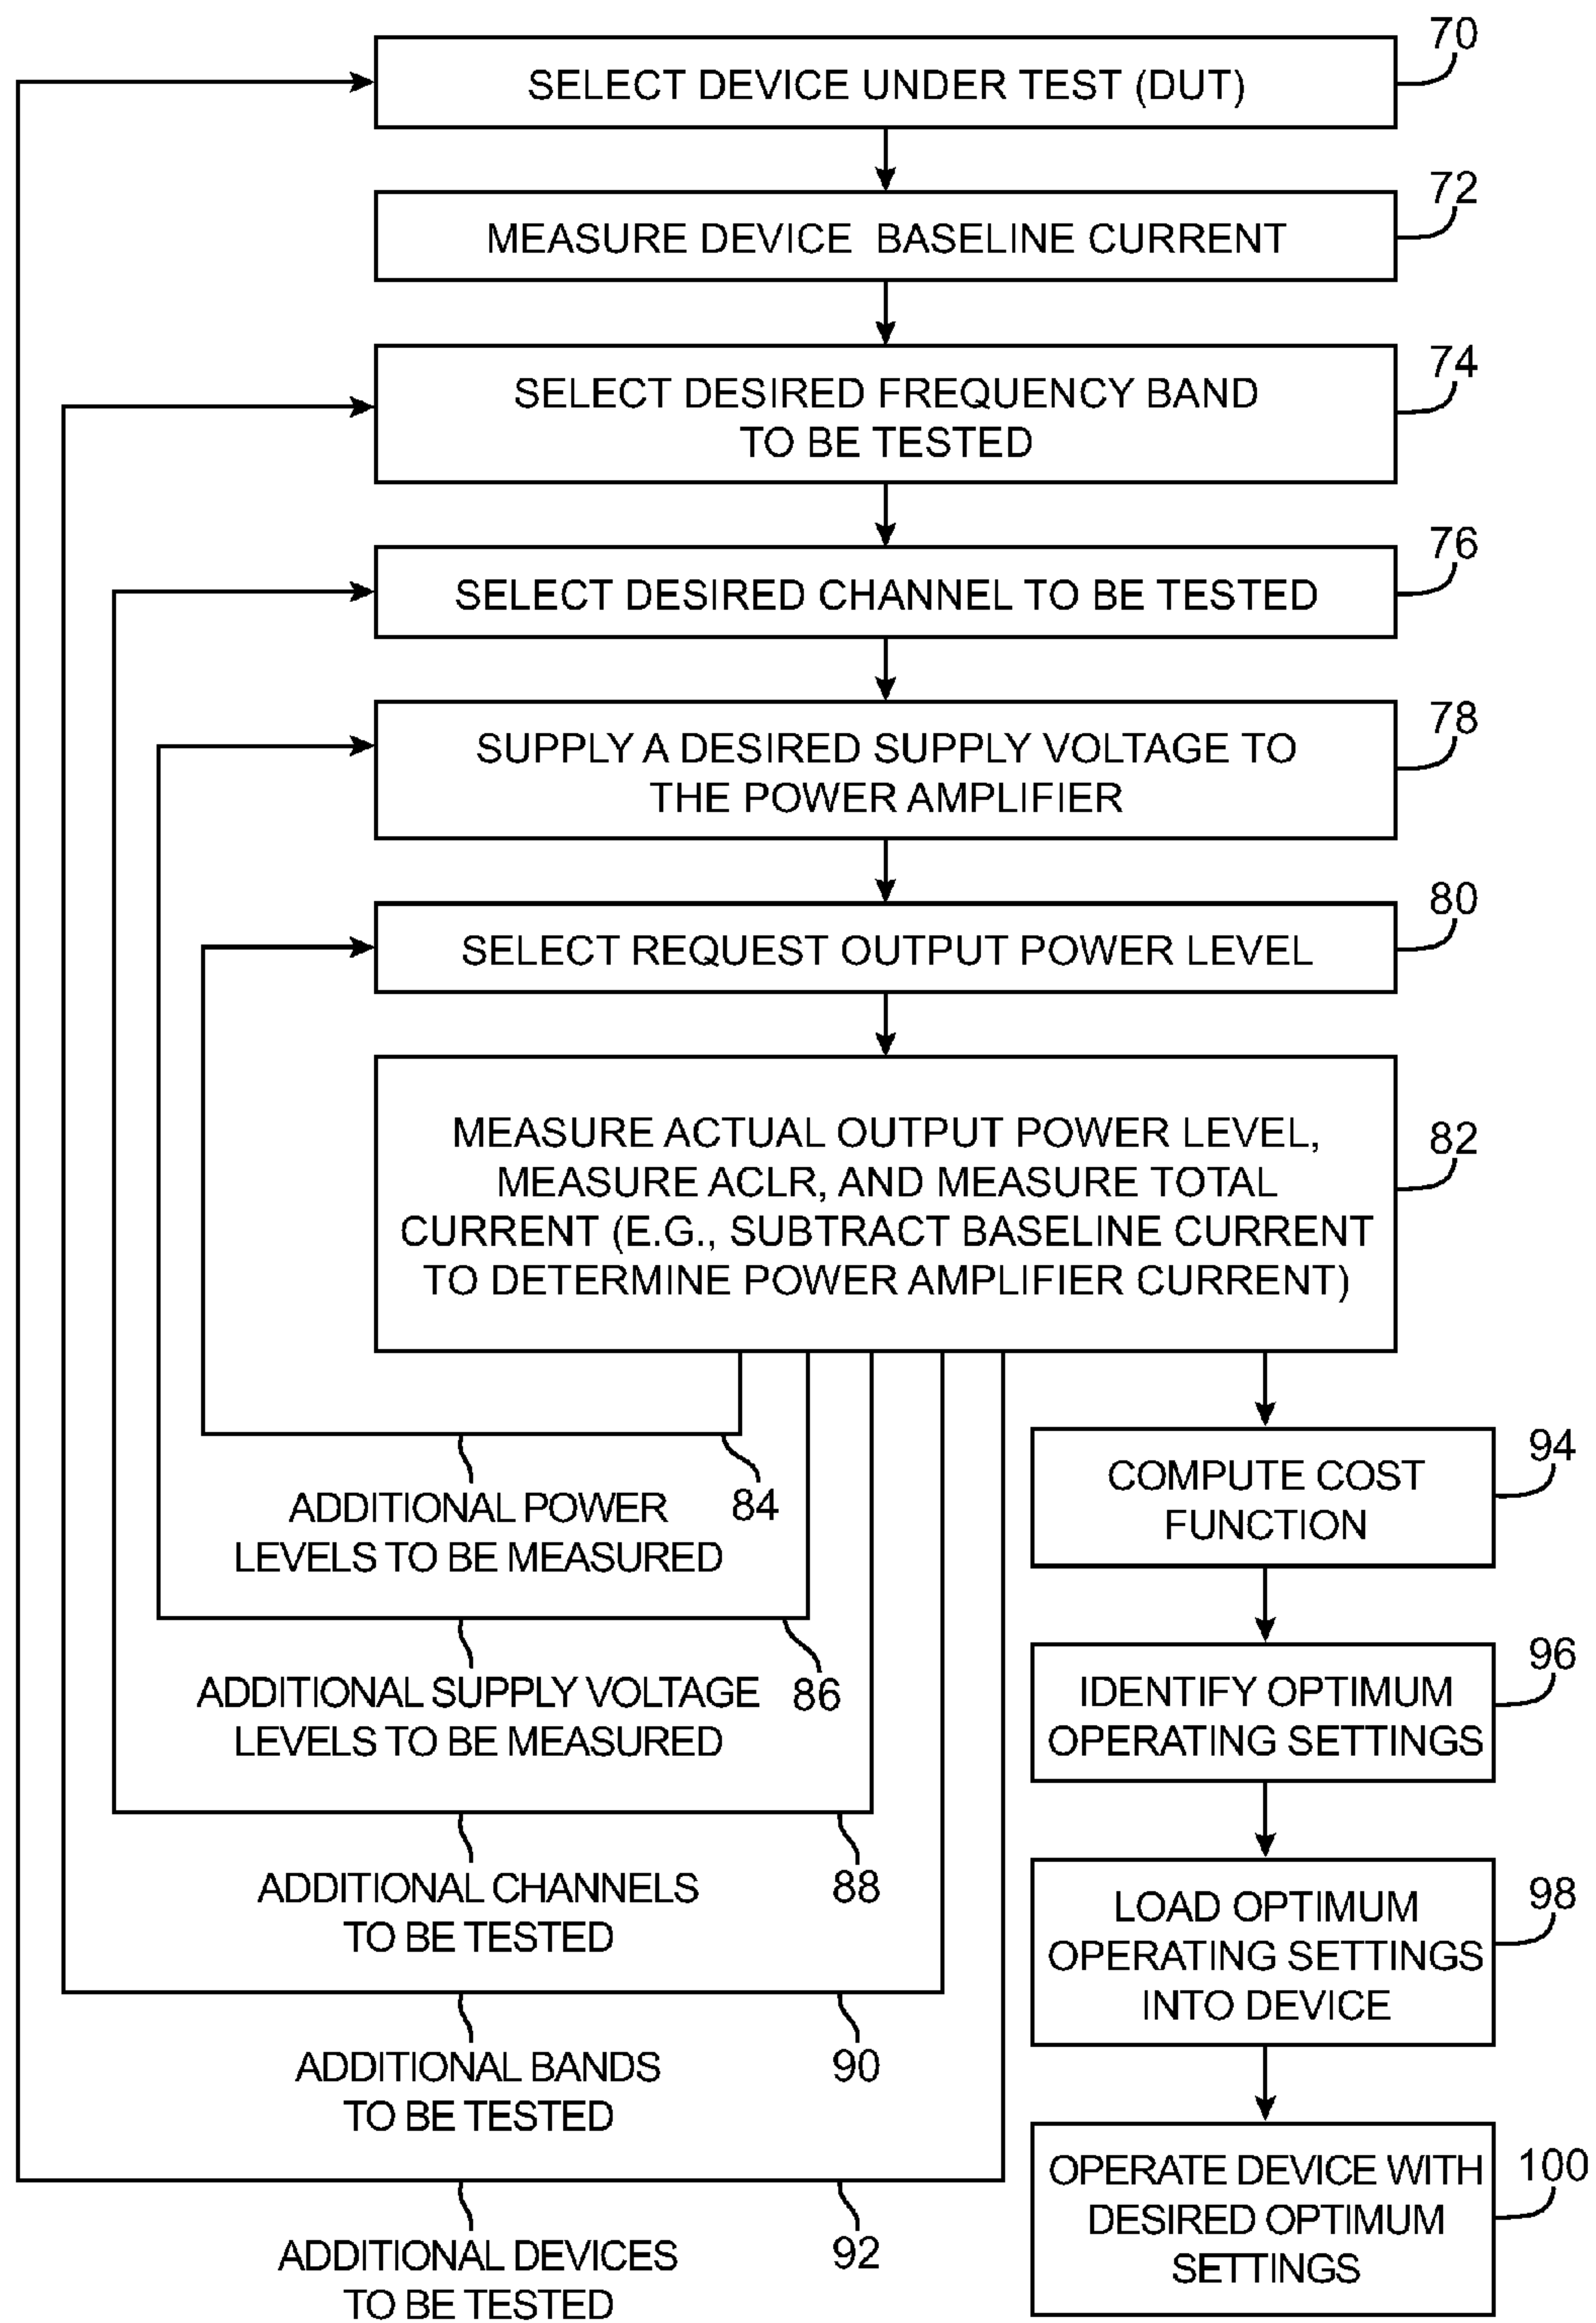 70
SELECT DEVICE UNDER TEST (DUT)
72
MEASURE DEVICE BASELINE CURRENT
74
SELECT DESIRED FREQUENCY BAND
TO BE TESTED
76
SELECT DESIRED CHANNEL TO BE TESTED
78
SUPPLY A DESIRED SUPPLY VOLTAGE TO
THE POWER AMPLIFIER
80
SELECT REQUEST OUTPUT POWER LEVEL
82
MEASURE ACTUAL OUTPUT POWER LEVEL,
MEASURE ACLR, AND MEASURE TOTAL
CURRENT (E.G., SUBTRACT BASELINE CURRENT
TO DETERMINE POWER AMPLIFIER CURRENT)
ADDITIONAL POWER
LEVELS TO BE MEASURED
84
ADDITIONAL SUPPLY VOLTAGE
LEVELS TO BE MEASURED
86
ADDITIONAL CHANNELS
TO BE TESTED
88
ADDITIONAL BANDS
TO BE TESTED
90
ADDITIONAL DEVICES
TO BE TESTED
92
94
COMPUTE COST
FUNCTION
96
IDENTIFY OPTIMUM
OPERATING SETTINGS
98
LOAD OPTIMUM
OPERATING SETTINGS
INTO DEVICE
100
OPERATE DEVICE WITH
DESIRED OPTIMUM
SETTINGS